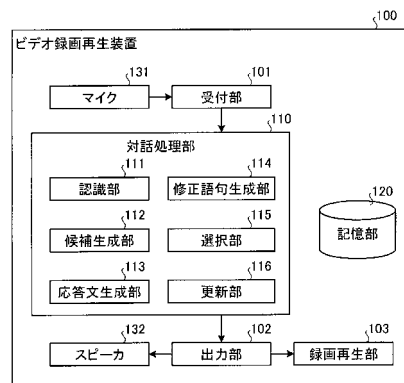 100
ビデオ録画再生装置
131
101
マイク
受付部
110
対話処理部
111
114
認識部
修正語句生成部
112
115
120
候補生成部
選択部
記憶部
113
116
応答文生成部
更新部
132
102
103
スピーカ
出力部
録画再生部